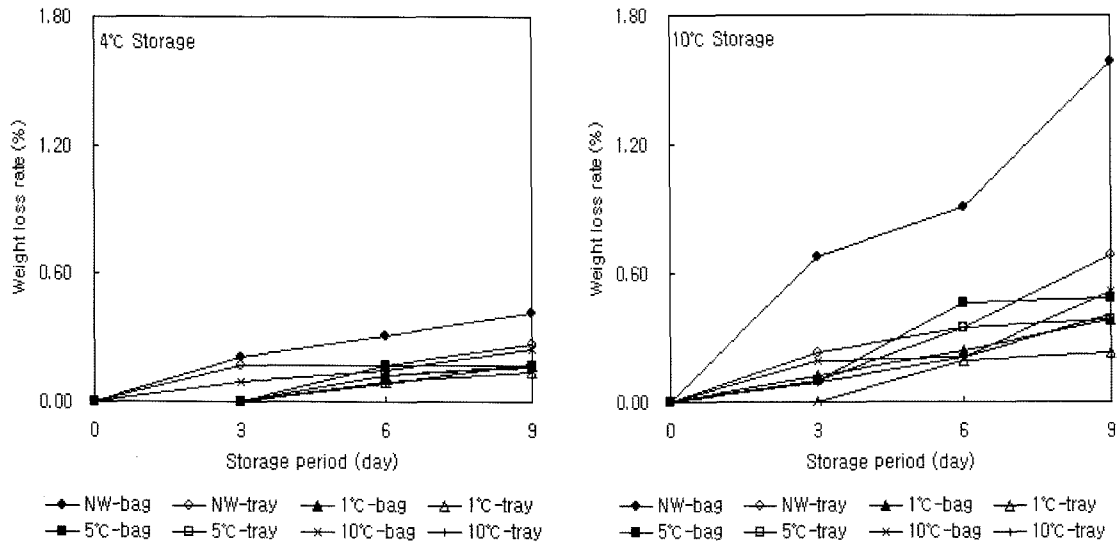 1.80
4℃ Storage
1.20
0.60
0.00
Weight loss rate (%)
0 3 6 9
Storage period (day)
NW-bag NW-tray 1℃-bag 1℃-tray
5℃-bag 5℃-tray 10℃-bag 10℃-tray
1.80
10℃ Storage
1.20
0.60
0.00
Weight loss rate (%)
0 3 6 9
Storage period (day)
NW-bag NW-tray 1℃-bag 1℃-tray
5℃-bag 5℃-tray 10℃-bag 10℃-tray